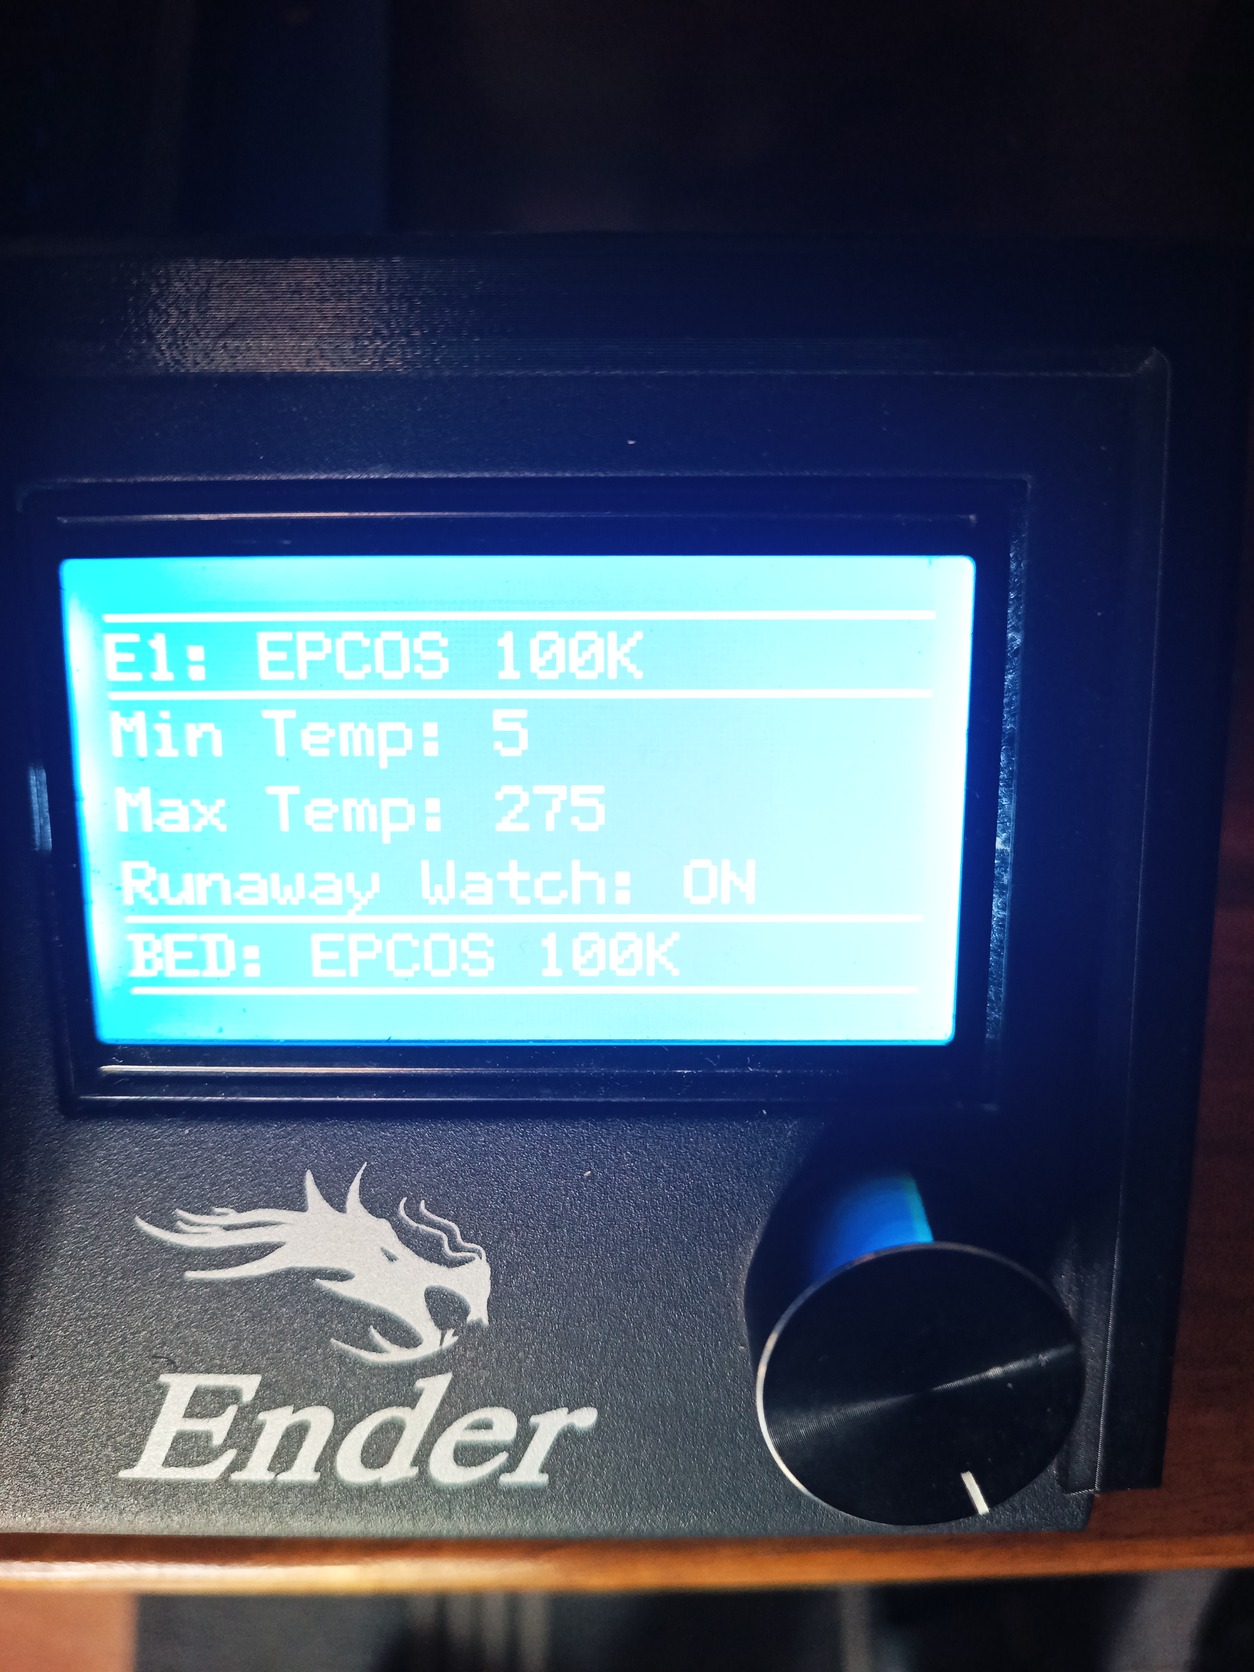 E1: EPCOS 100K
Min Temp: 5
Max Temp: 275
Runaway Watch: ON
BED: EPCOS 100K
Ender